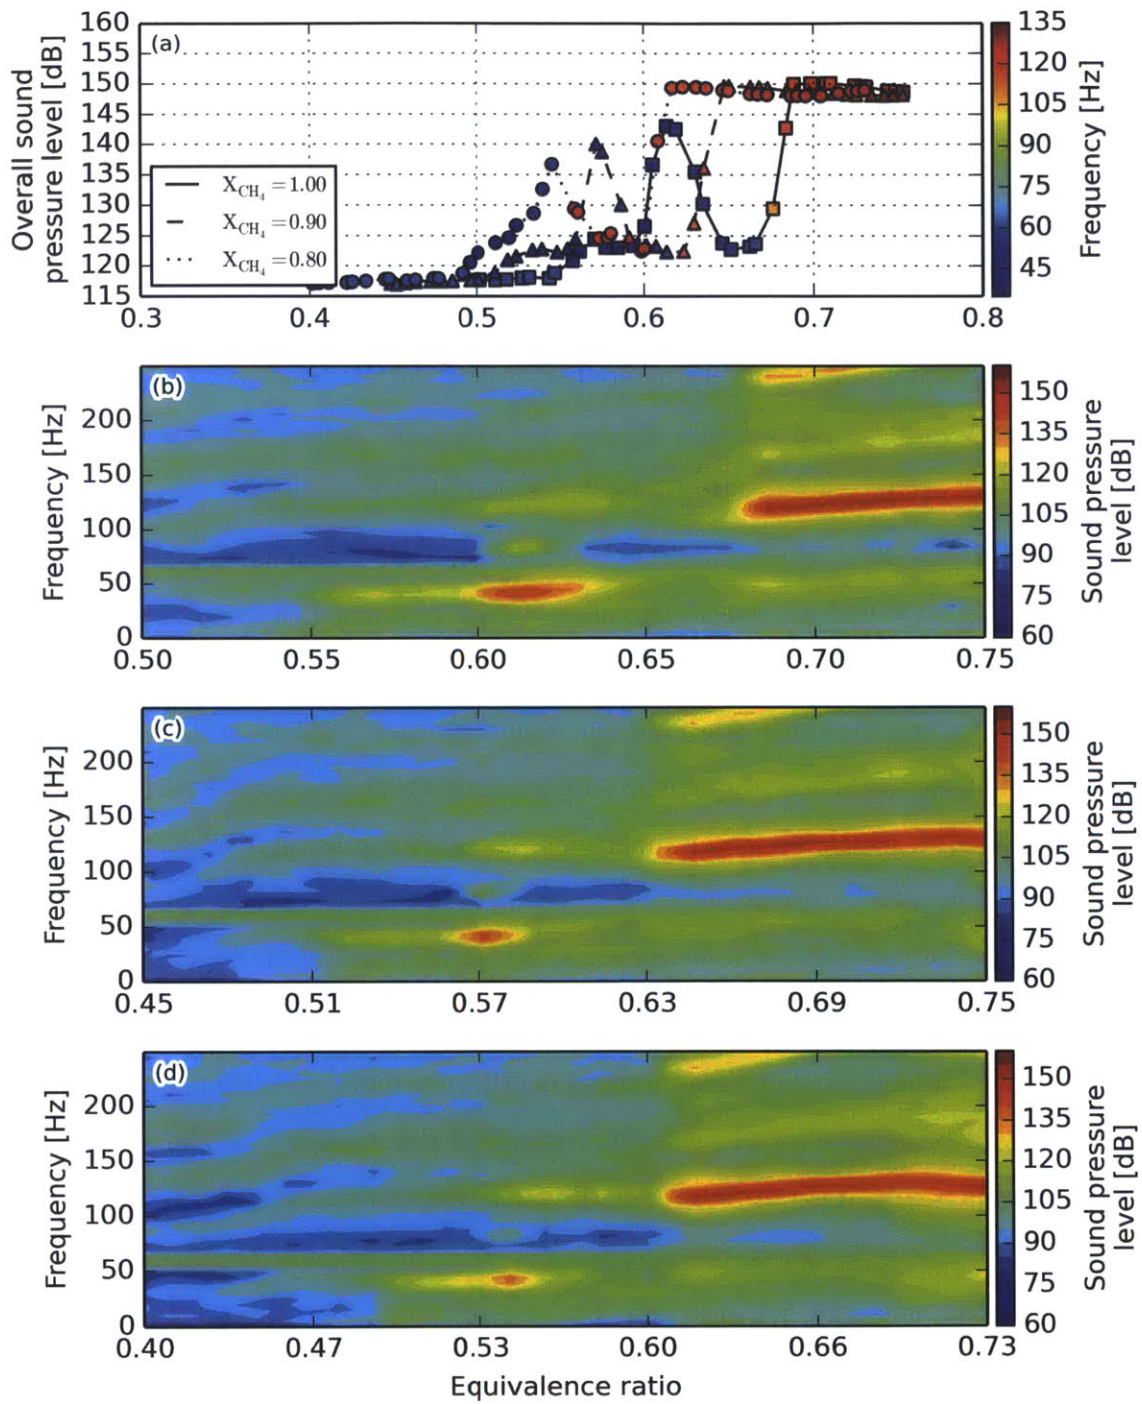 (a)
160
155
150
145
140
135
130
125
120
115
Overall sound
pressure level [dB]
X_CH4 = 1.00
X_CH4 = 0.90
X_CH4 = 0.80
0.3 0.4 0.5 0.6 0.7 0.8
135
120
105
90
75
60
45
Frequency [Hz]
(b)
200
150
100
50
0
Frequency [Hz]
0.50 0.55 0.60 0.65 0.70 0.75
150
135
120
105
90
75
60
Sound pressure
level [dB]
(c)
200
150
100
50
0
Frequency [Hz]
0.45 0.51 0.57 0.63 0.69 0.75
150
135
120
105
90
75
60
Sound pressure
level [dB]
(d)
200
150
100
50
0
Frequency [Hz]
0.40 0.47 0.53 0.60 0.66 0.73
150
135
120
105
90
75
60
Sound pressure
level [dB]
Equivalence ratio